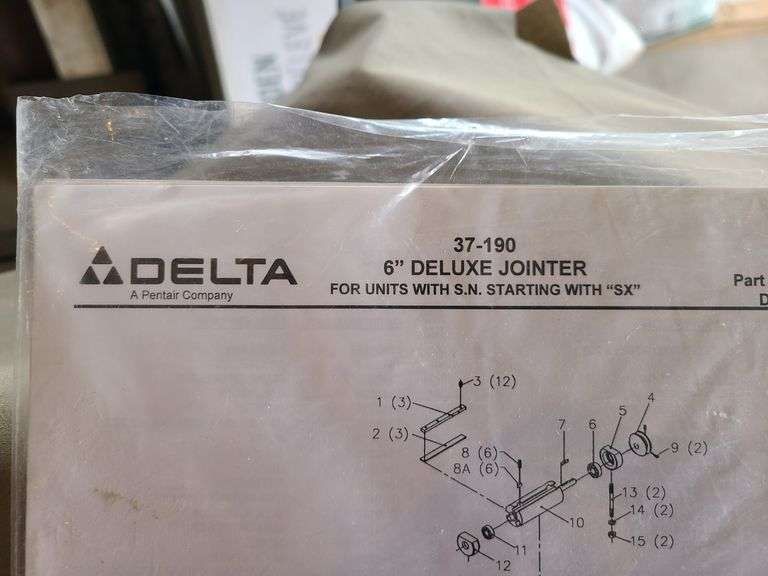 DELTA
A Pentair Company
37-190
6” DELUXE JOINTER
FOR UNITS WITH S.N. STARTING WITH “SX”
Part
D
3 (12)
1 (3)
2 (3)
8 (6)
8A (6)
7
6
5
4
9 (2)
13 (2)
14 (2)
15 (2)
10
11
12